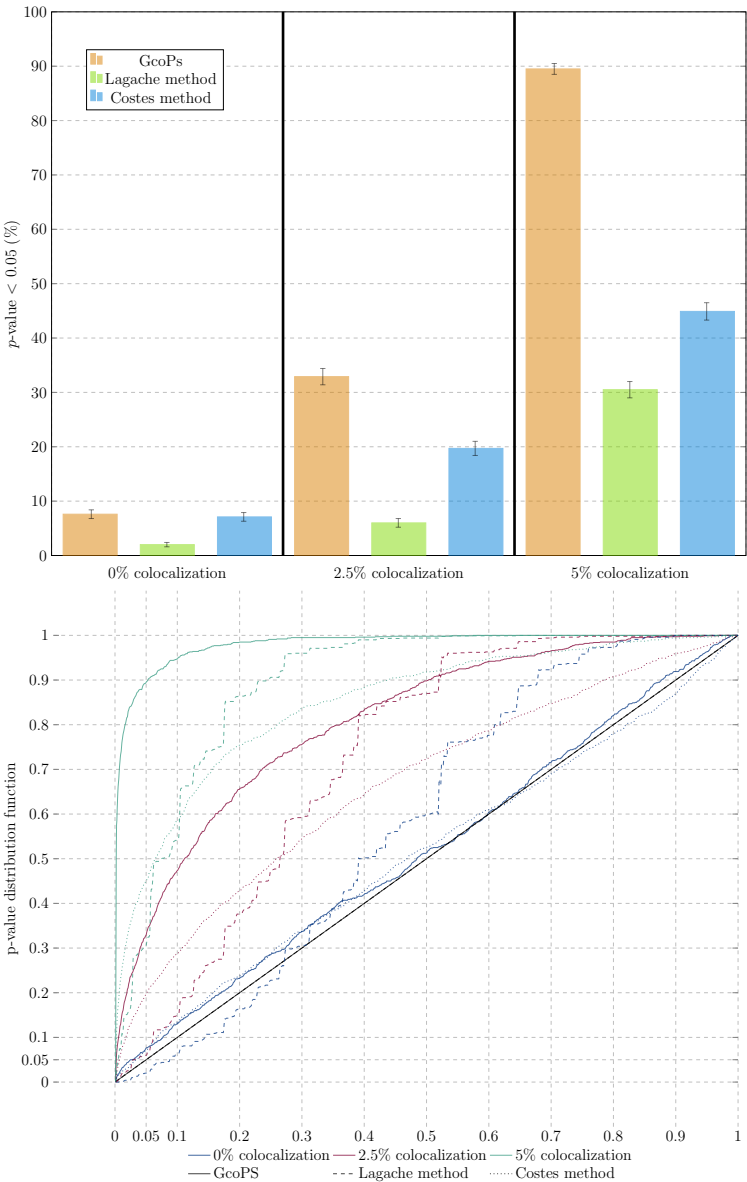 100
90
80
70
60
50
40
30
20
10
0
p-value < 0.05 (%)
GcoPs
Lagache method
Costes method
0% colocalization 2.5% colocalization 5% colocalization
1
0.9
0.8
0.7
0.6
0.5
0.4
0.3
0.2
0.1
0.05
0
p-value distribution function
0 0.05 0.1 0.2 0.3 0.4 0.5 0.6 0.7 0.8 0.9 1
0% colocalization 2.5% colocalization 5% colocalization
GcoPS Lagache method Costes method